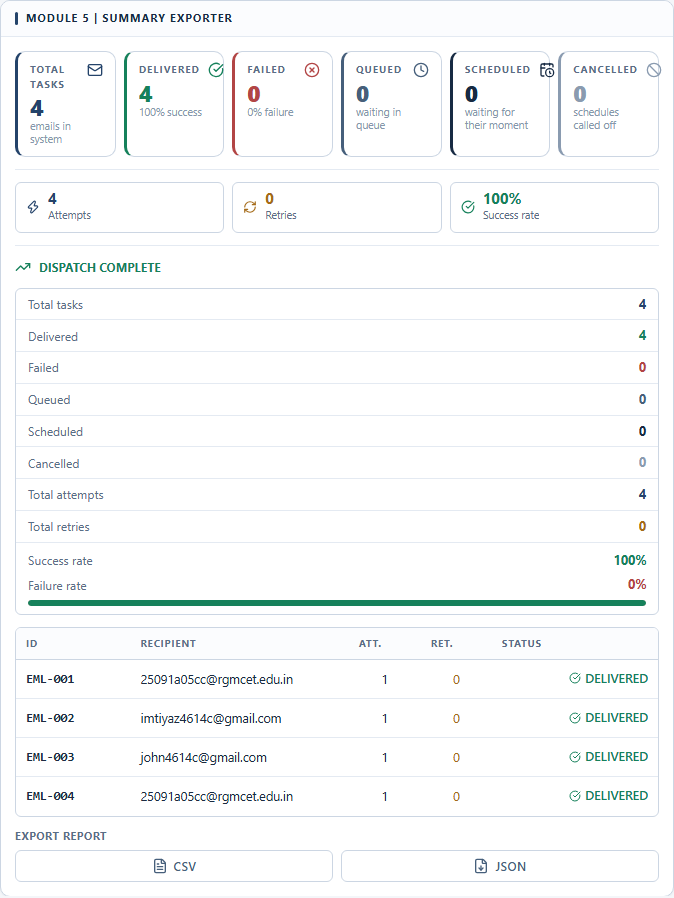 MODULE 5 | SUMMARY EXPORTER
TOTAL TASKS
4
emails in system
DELIVERED
4
100% success
FAILED
0
0% failure
QUEUED
0
waiting in queue
SCHEDULED
0
waiting for their moment
CANCELLED
0
schedules called off
4
Attempts
0
Retries
100%
Success rate
DISPATCH COMPLETE
Total tasks 4
Delivered 4
Failed 0
Queued 0
Scheduled 0
Cancelled 0
Total attempts 4
Total retries 0
Success rate 100%
Failure rate 0%
ID RECIPIENT ATT. RET. STATUS
EML-001 25091a05cc@rgmcet.edu.in 1 0 DELIVERED
EML-002 imtiyaz4614c@gmail.com 1 0 DELIVERED
EML-003 john4614c@gmail.com 1 0 DELIVERED
EML-004 25091a05cc@rgmcet.edu.in 1 0 DELIVERED
EXPORT REPORT
CSV
JSON